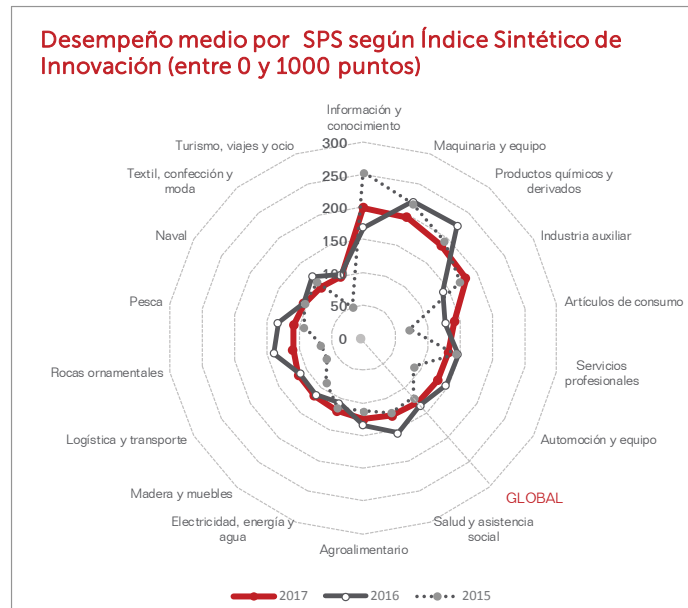 Desempeño medio por SPS según Índice Sintético de
Innovación (entre 0 y 1000 puntos)
Información y
conocimiento
Maquinaria y equipo
Productos químicos y
derivados
Industria auxiliar
Artículos de consumo
Servicios
profesionales
Automoción y equipo
GLOBAL
Salud y asistencia
social
Agroalimentario
Electricidad, energía y
agua
Madera y muebles
Logística y transporte
Rocas ornamentales
Pesca
Naval
Textil, confección y
moda
Turismo, viajes y ocio
300
250
200
150
100
50
0
2017
2016
2015